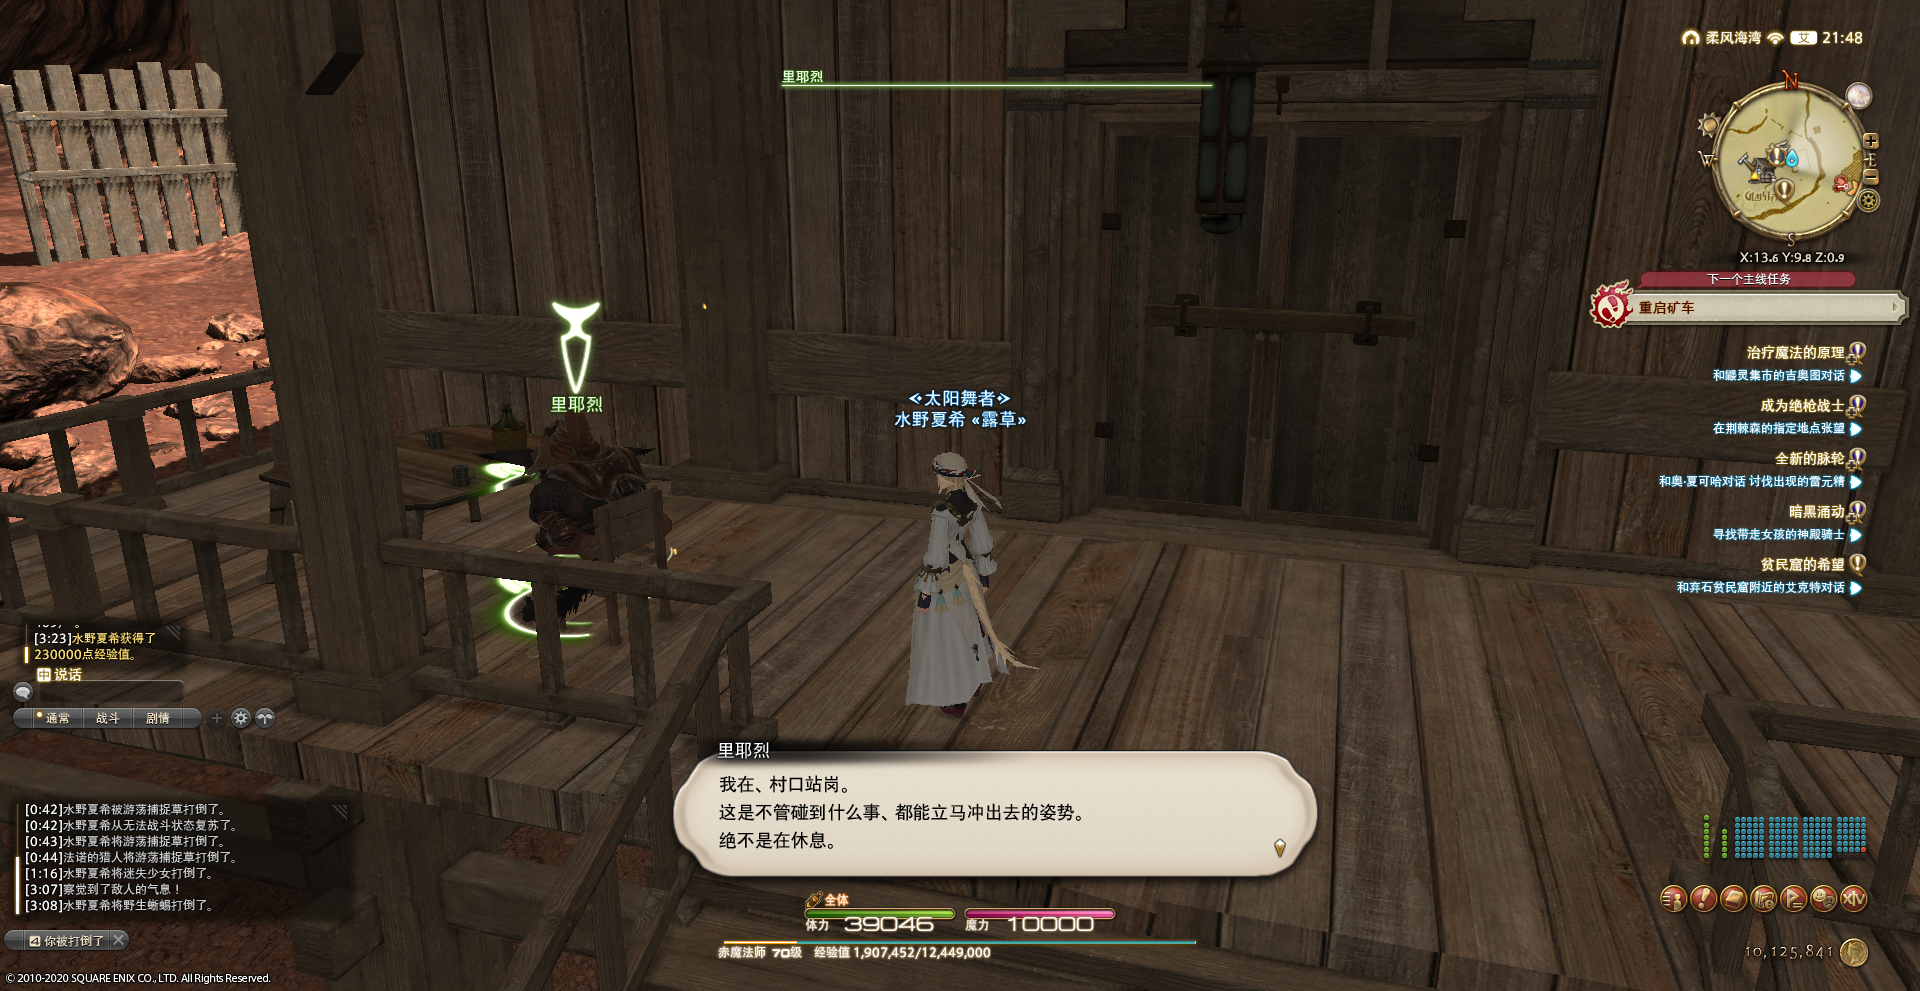 里耶烈
柔风海湾 艾 21:48
N
W
E
S
X:13.6 Y:9.8 Z:0.9
下一个主线任务
重启矿车
治疗魔法的原理
和鼹灵集市的吉奥图对话
成为绝枪战士
在荆棘森的指定地点张望
全新的脉轮
和奥·夏可哈对话 讨伐出现的雷元精
暗黑涌动
寻找带走女孩的神殿骑士
贫民窟的希望
和弃石贫民窟附近的艾克特对话
里耶烈
太阳舞者
水野夏希 «露草»
[3:23]水野夏希获得了
230000点经验值。
说话
通常 战斗 剧情
[0:42]水野夏希被游荡捕捉草打倒了。
[0:42]水野夏希从无法战斗状态复苏了。
[0:43]水野夏希将游荡捕捉草打倒了。
[0:44]法诺的猎人将游荡捕捉草打倒了。
[1:16]水野夏希将迷失少女打倒了。
[3:07]察觉到了敌人的气息！
[3:08]水野夏希将野生蜥蜴打倒了。
4 你被打倒了
里耶烈
我在、村口站岗。
这是不管碰到什么事、都能立马冲出去的姿势。
绝不是在休息。
全体
体力 39046 魔力 10000
赤魔法师 70级 经验值 1,907,452/12,449,000
XIV
10,125,841
© 2010-2020 SQUARE ENIX CO., LTD. All Rights Reserved.